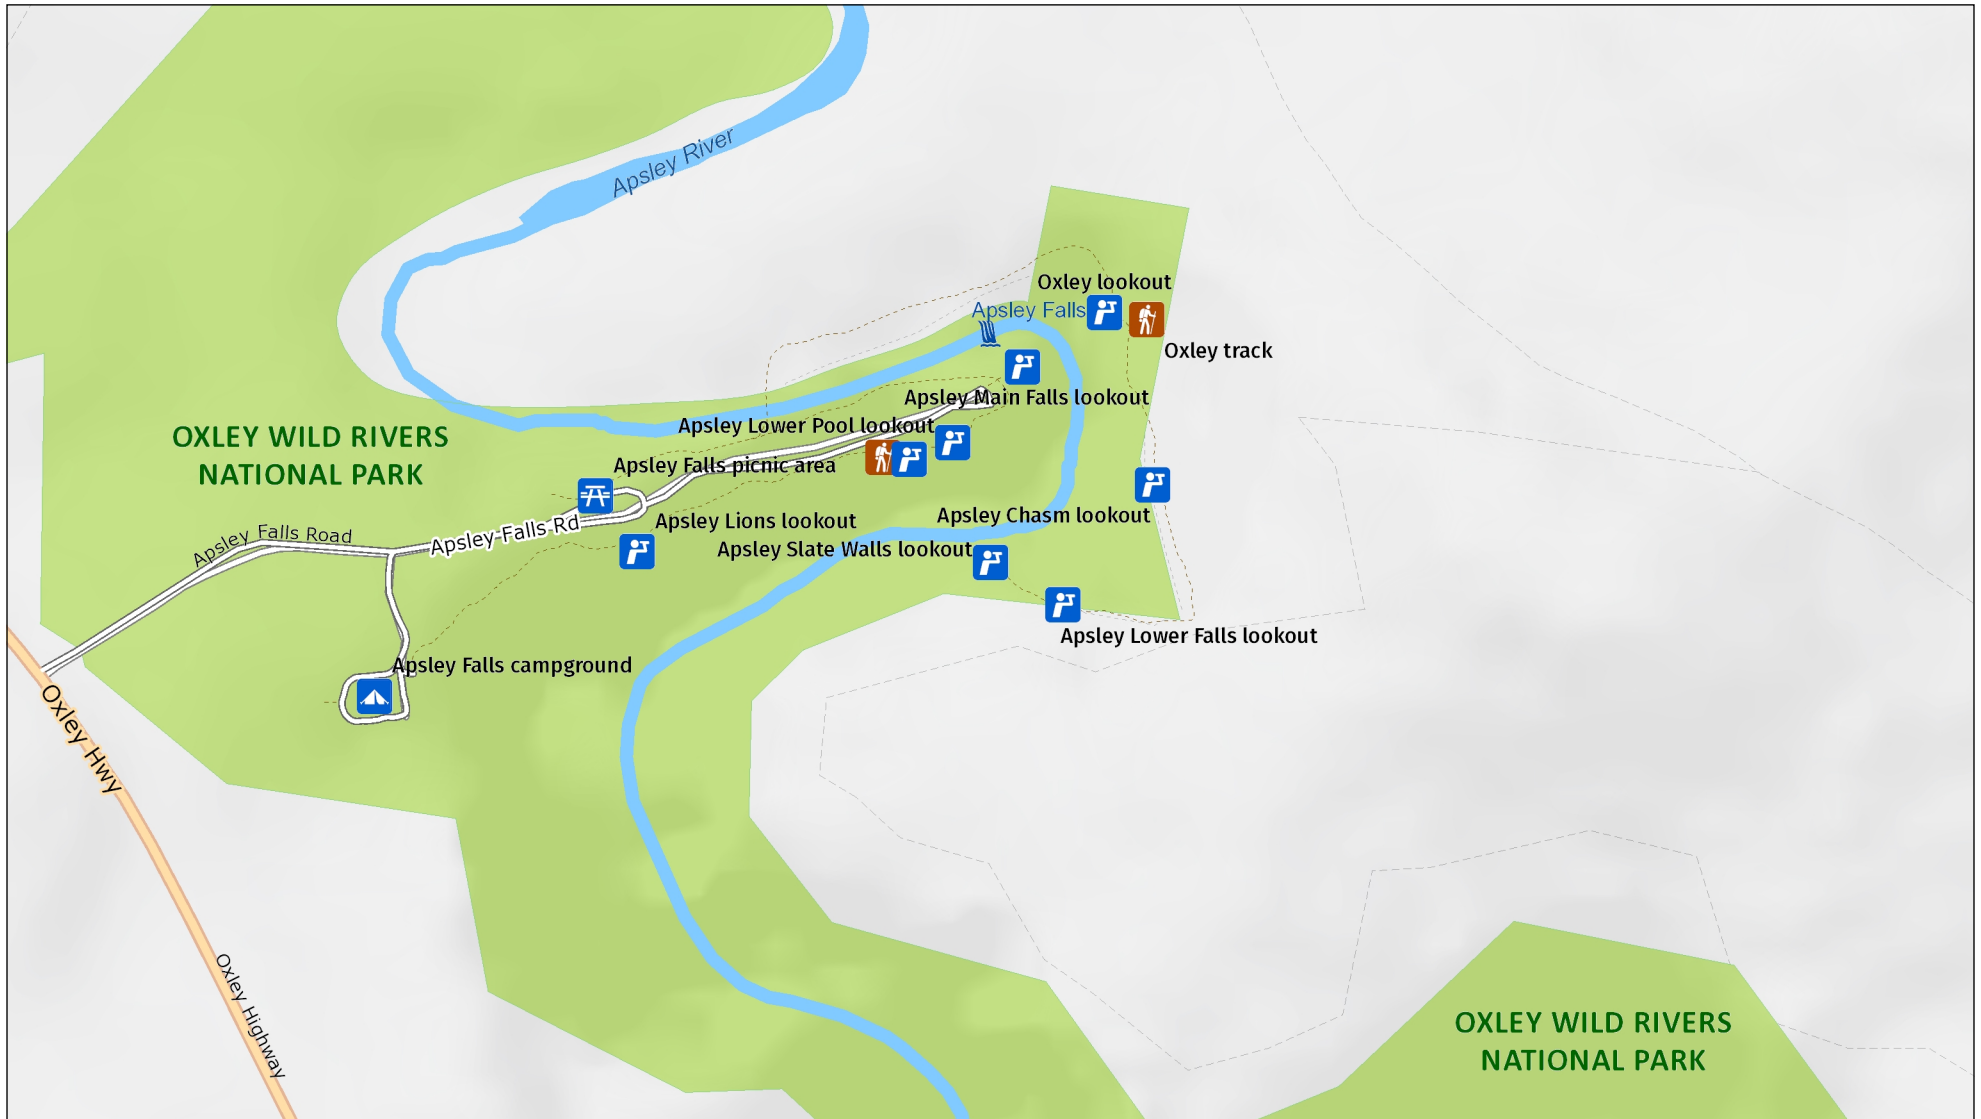 Apsley River
Oxley lookout
Apsley Falls
Oxley track
Apsley Main Falls lookout
Apsley Lower Pool lookout
OXLEY WILD RIVERS
NATIONAL PARK
Apsley Falls picnic area
Apsley Lions lookout
Apsley Chasm lookout
Apsley Falls Road
Apsley Falls Rd
Apsley Slate Walls lookout
Apsley Lower Falls lookout
Apsley Falls campground
Oxley Hwy
Oxley Highway
OXLEY WILD RIVERS
NATIONAL PARK